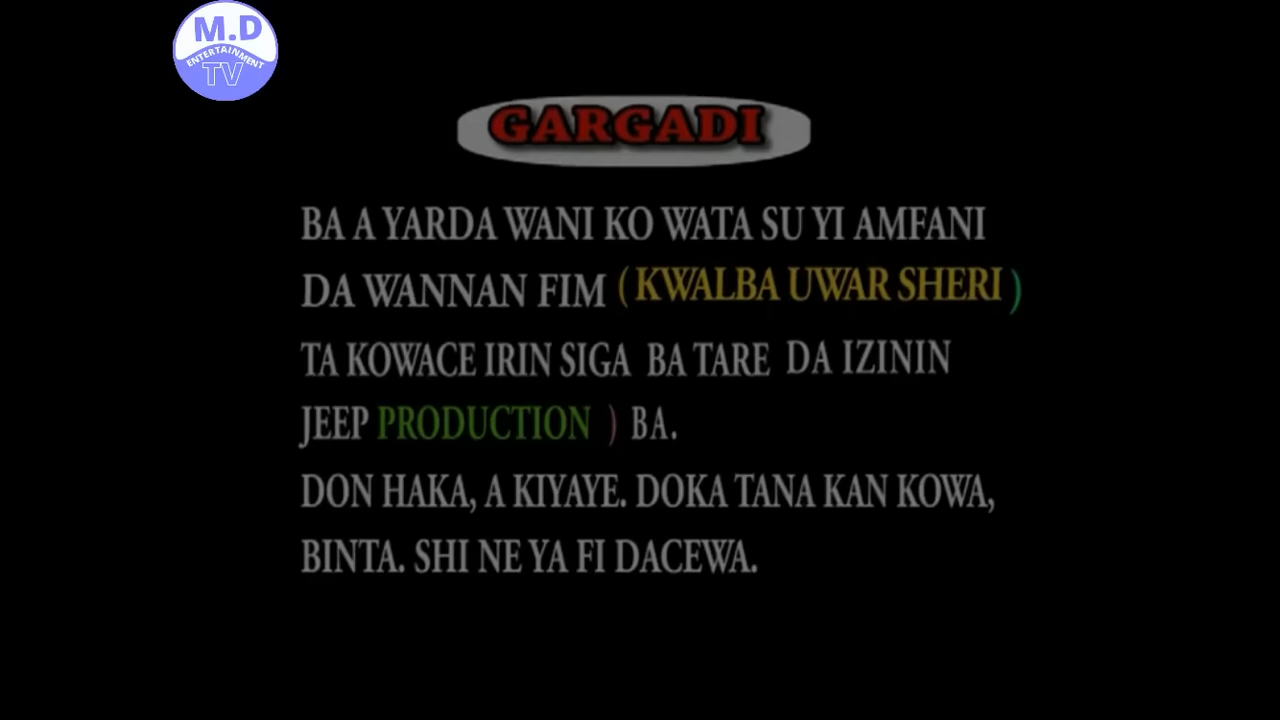 M.D
ENTERTAINMENT
TV
GARGADI
BA A YARDA WANI KO WATA SU YI AMFANI
DA WANNAN FIM ( KWALBA UWAR SHERI )
TA KOWACE IRIN SIGA BA TARE DA IZININ
JEEP PRODUCTION ) BA.
DON HAKA, A KIYAYE. DOKA TANA KAN KOWA,
BINTA. SHI NE YA FI DACEWA.